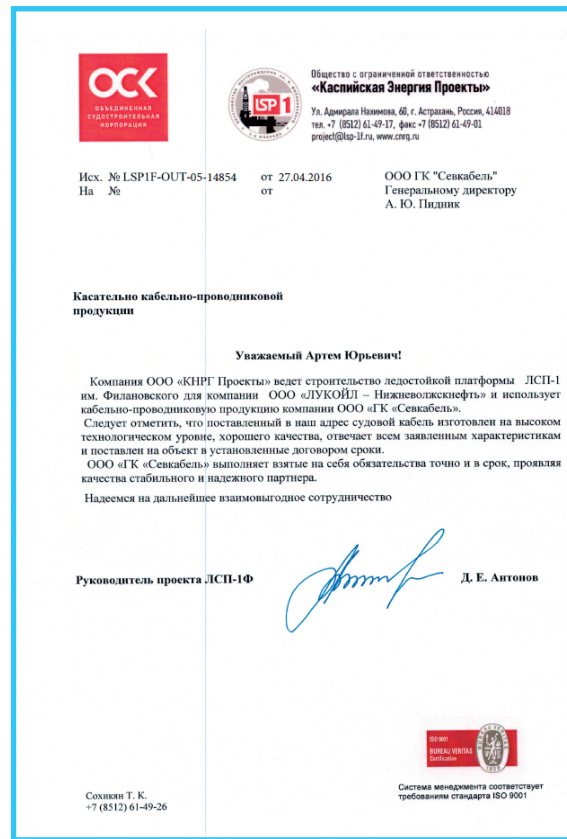 ОСК
ОБЪЕДИНЕННАЯ
СУДОСТРОИТЕЛЬНАЯ
КОРПОРАЦИЯ
LSP 1
Общество с ограниченной ответственностью
«Каспийская Энергия Проекты»
Ул. Адмирала Нахимова, 60, г. Астрахань, Россия, 414018
тел. +7 (8512) 61-49-17, факс +7 (8512) 61-49-01
project@lsp-1f.ru, www.cnrg.ru
Исх. № LSP1F-OUT-05-14854 от 27.04.2016
На № от
ООО ГК "Севкабель"
Генеральному директору
А. Ю. Пидник
Касательно кабельно-проводниковой
продукции
Уважаемый Артем Юрьевич!
Компания ООО «КНРГ Проекты» ведет строительство ледостойкой платформы ЛСП-1
им. Филановского для компании ООО «ЛУКОЙЛ – Нижневолжскнефть» и использует
кабельно-проводниковую продукцию компании ООО «ГК «Севкабель».
Следует отметить, что поставленный в наш адрес судовой кабель изготовлен на высоком
технологическом уровне, хорошего качества, отвечает всем заявленным характеристикам
и поставлен на объект в установленные договором сроки.
ООО «ГК «Севкабель» выполняет взятые на себя обязательства точно и в срок, проявляя
качества стабильного и надежного партнера.
Надеемся на дальнейшее взаимовыгодное сотрудничество
Руководитель проекта ЛСП-1Ф
Д. Е. Антонов
ISO 9001
BUREAU VERITAS
Certification
Система менеджмента соответствует
требованиям стандарта ISO 9001
Сохикян Т. К.
+7 (8512) 61-49-26